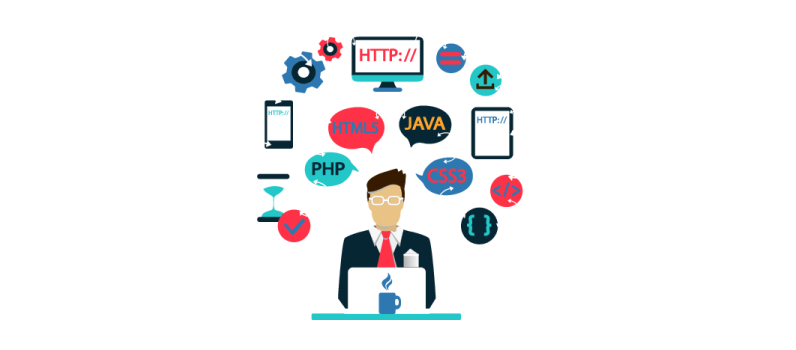 HTTP://
HTTP://
HTML5
JAVA
HTTP://
PHP
CSS3
</>
{ }